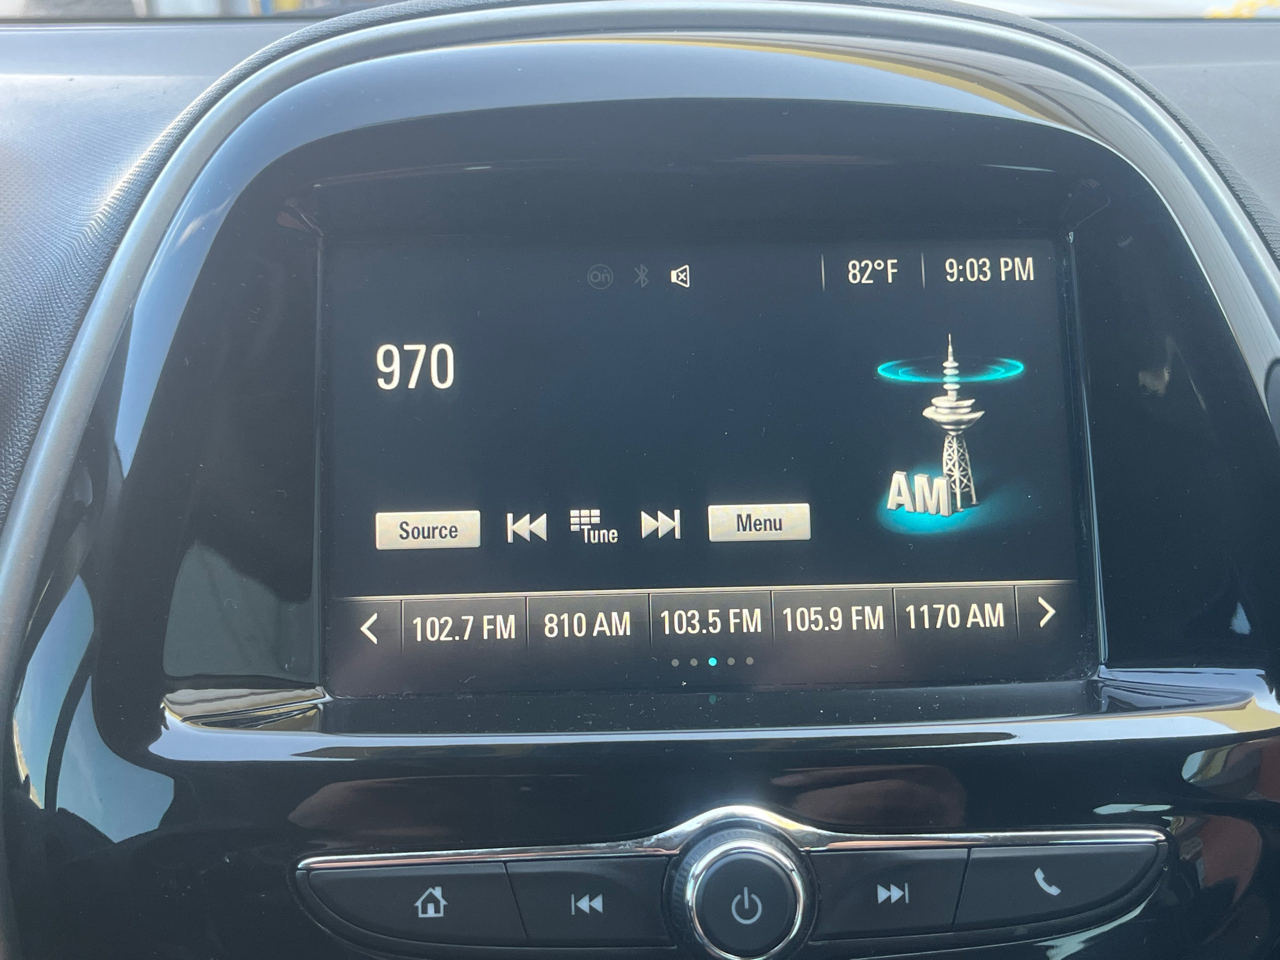 On
82°F
9:03 PM
970
AM
Source
Tune
Menu
102.7 FM
810 AM
103.5 FM
105.9 FM
1170 AM